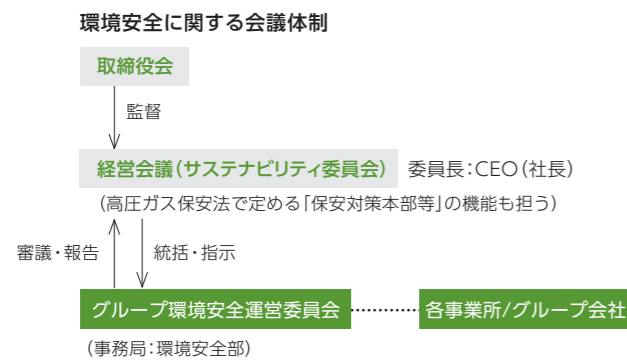 環境安全に関する会議体制
取締役会
監督
経営会議(サステナビリティ委員会) 委員長:CEO(社長)
(高圧ガス保安法で定める「保安対策本部等」の機能も担う)
審議・報告 統括・指示
グループ環境安全運営委員会 各事業所/グループ会社
(事務局:環境安全部)